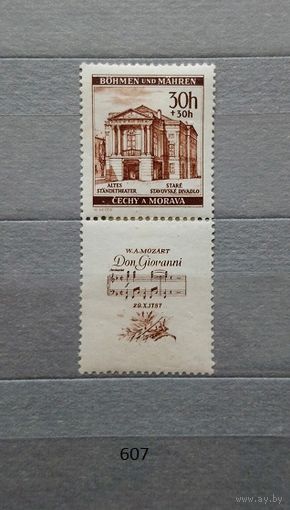 BÖHMEN UND MÄHREN
30h
+30h
ALTES STARÉ
STÄNDETHEATER STAVOVSKÉ DIVADLO
ČECHY A MORAVA
W.A.MOZART
Don Giovanni
29.X.1787
607
www.ay.by